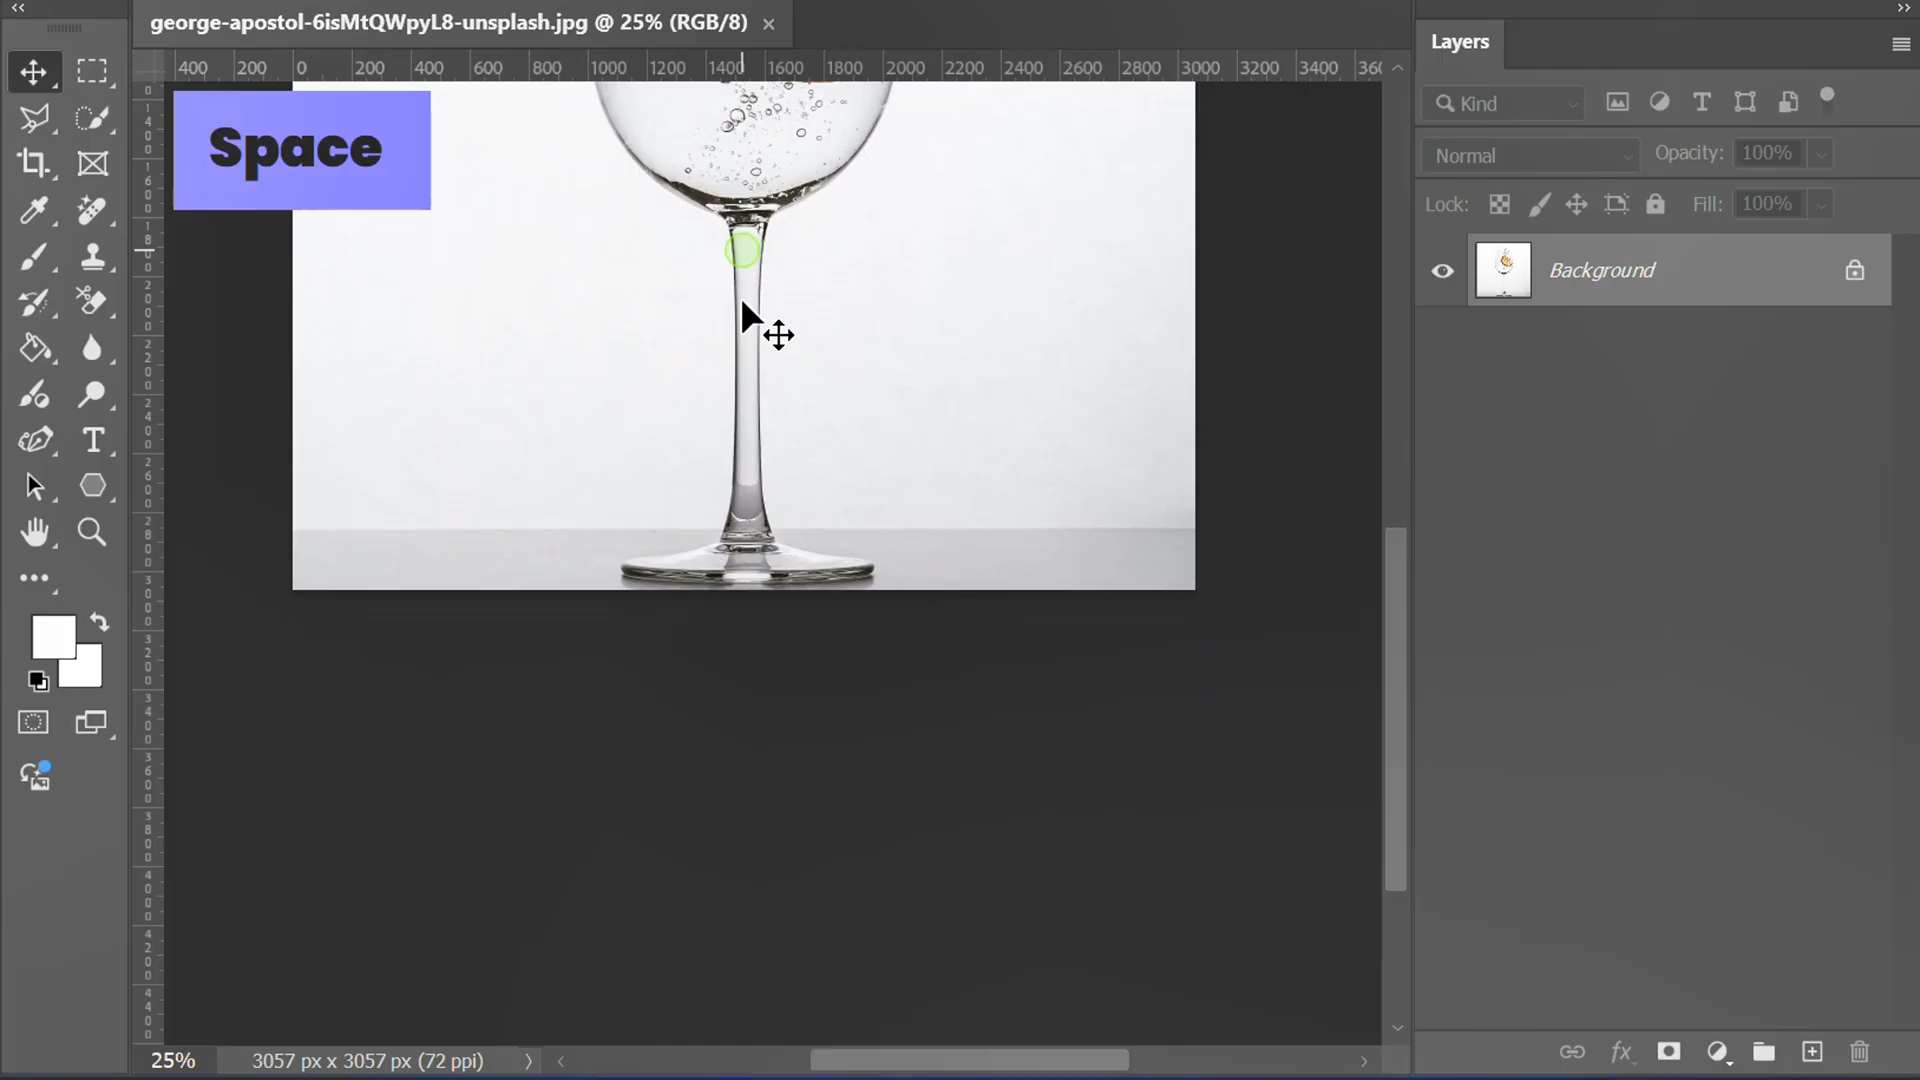 george-apostol-6isMtQWpyL8-unsplash.jpg @ 25% (RGB/8)
Layers
400 200 0 200 400 600 800 1000 1200 1400 1600 1800 2000 2200 2400 2600 2800 3000 3200 3400
Space
Kind
Normal
Opacity: 100%
Lock:
Fill: 100%
Background
25%
3057 px x 3057 px (72 ppi)